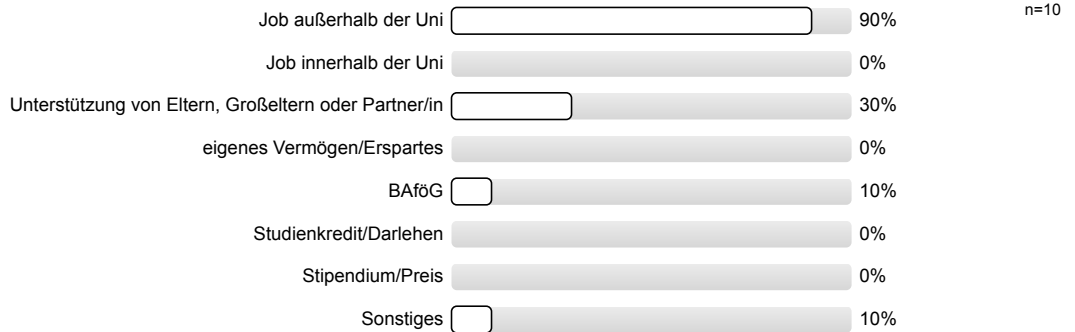 n=10
Job außerhalb der Uni 90%
Job innerhalb der Uni 0%
Unterstützung von Eltern, Großeltern oder Partner/in 30%
eigenes Vermögen/Erspartes 0%
BAföG 10%
Studienkredit/Darlehen 0%
Stipendium/Preis 0%
Sonstiges 10%